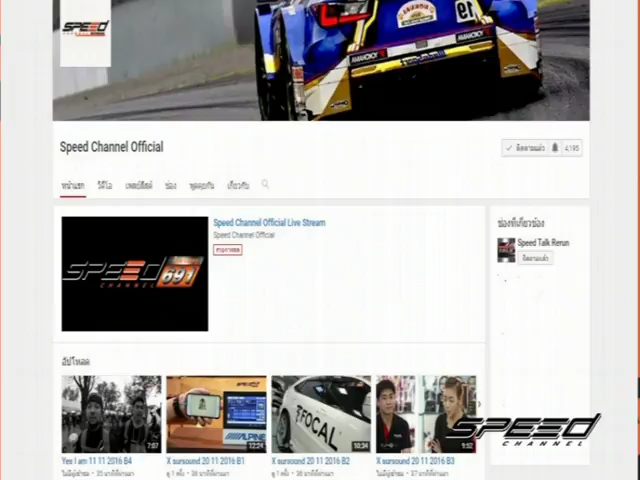 SPEED
19
Speed Channel Official
ติดตามแล้ว 4,195
หน้าแรก วิดีโอ เพลย์ลิสต์ ช่อง พูดคุยกัน เกี่ยวกับ
Speed Channel Official Live Stream
Speed Channel Official
SPEED 691
CHANNEL
ช่องที่เกี่ยวข้อง
Speed Talk Rerun
ติดตามแล้ว
อัปโหลด
FOCAL
ALPINE
7:07
12:24
10:34
9:52
Yes I am 11 11 2016 B4
X sursound 20 11 2016 B1
X sursound 20 11 2016 B2
X sursound 20 11 2016 B3
SPEED
CHANNEL